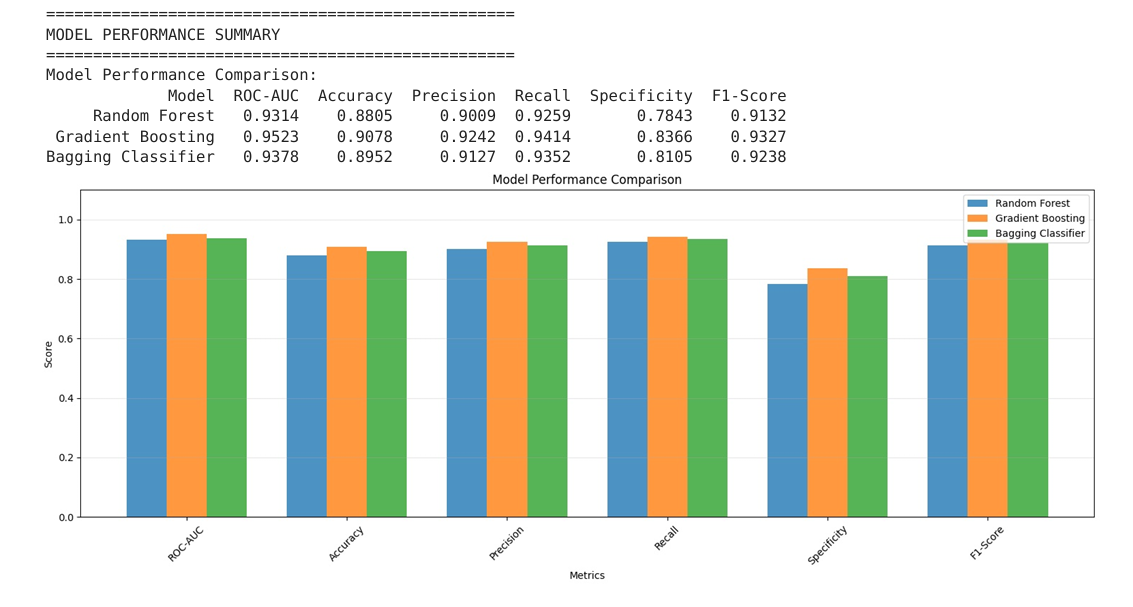 ==================================================
MODEL PERFORMANCE SUMMARY
==================================================
Model Performance Comparison:
Model ROC-AUC Accuracy Precision Recall Specificity F1-Score
Random Forest 0.9314 0.8805 0.9009 0.9259 0.7843 0.9132
Gradient Boosting 0.9523 0.9078 0.9242 0.9414 0.8366 0.9327
Bagging Classifier 0.9378 0.8952 0.9127 0.9352 0.8105 0.9238
Model Performance Comparison
Random Forest
Gradient Boosting
Bagging Classifier
1.0
0.8
0.6
0.4
0.2
0.0
Score
ROC-AUC
Accuracy
Precision
Recall
Specificity
F1-Score
Metrics